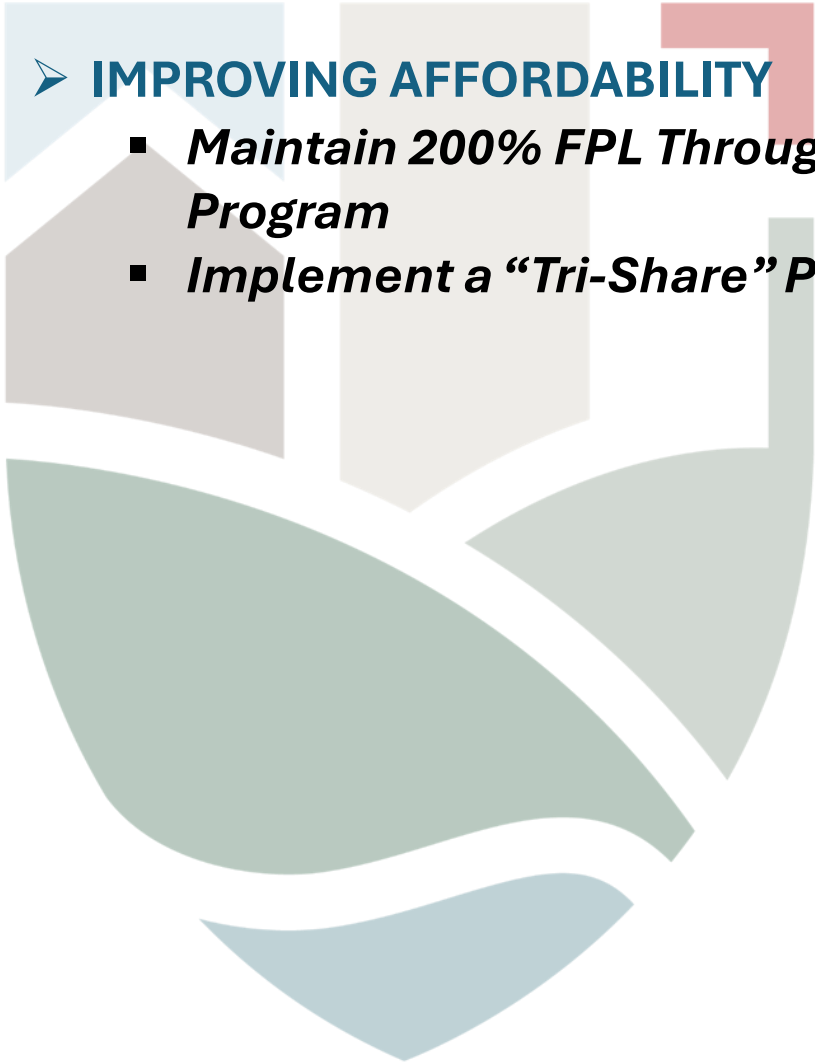 ➢ IMPROVING AFFORDABILITY
▪ Maintain 200% FPL Throug
Program
▪ Implement a “Tri-Share” P